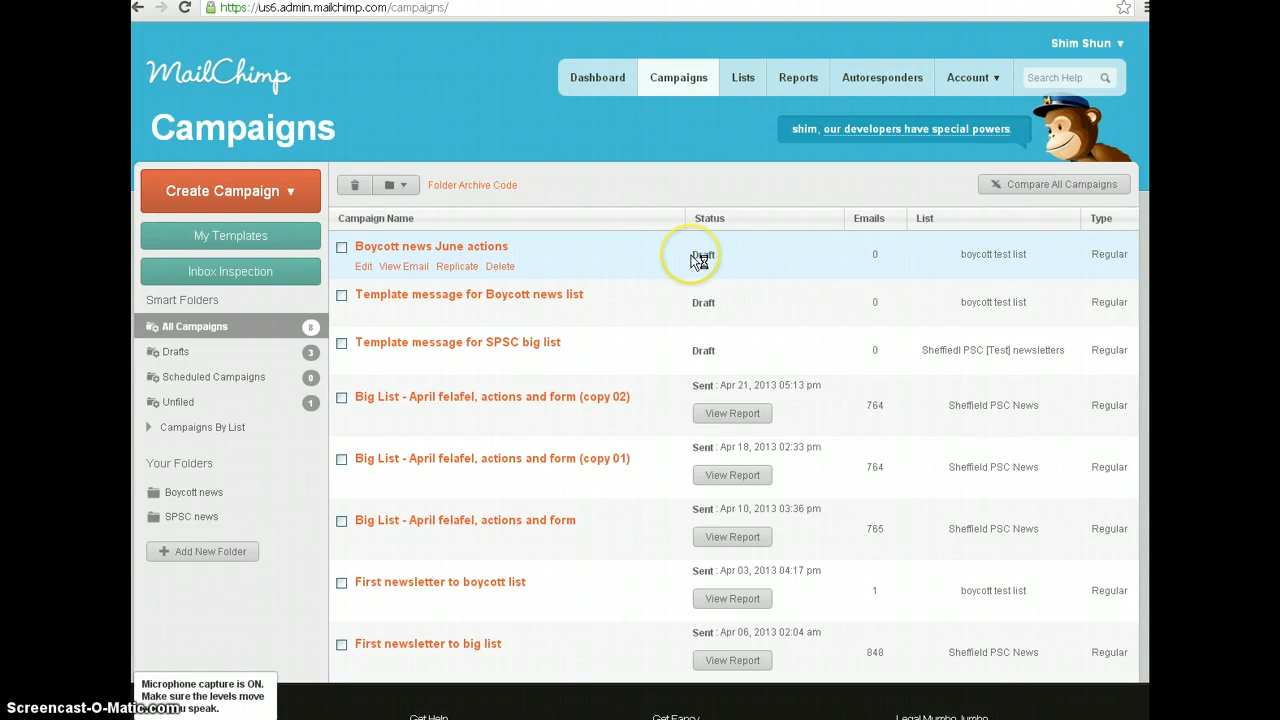 https://us6.admin.mailchimp.com/campaigns/
Shim Shun ▼
MailChimp
Dashboard Campaigns Lists Reports Autoresponders Account ▼ Search Help
Campaigns
shim, our developers have special powers.
Create Campaign ▼
Folder Archive Code
Compare All Campaigns
My Templates
Inbox Inspection
Smart Folders
All Campaigns 8
Drafts 3
Scheduled Campaigns 0
Unfiled 1
Campaigns By List
Your Folders
Boycott news
SPSC news
Add New Folder
Campaign Name Status Emails List Type
Boycott news June actions Draft 0 boycott test list Regular
Edit View Email Replicate Delete
Template message for Boycott news list Draft 0 boycott test list Regular
Template message for SPSC big list Draft 0 Sheffiedl PSC [Test] newsletters Regular
Big List - April felafel, actions and form (copy 02) Sent : Apr 21, 2013 05:13 pm 764 Sheffield PSC News Regular
View Report
Big List - April felafel, actions and form (copy 01) Sent : Apr 18, 2013 02:33 pm 764 Sheffield PSC News Regular
View Report
Big List - April felafel, actions and form Sent : Apr 10, 2013 03:36 pm 765 Sheffield PSC News Regular
View Report
First newsletter to boycott list Sent : Apr 03, 2013 04:17 pm 1 boycott test list Regular
View Report
First newsletter to big list Sent : Apr 06, 2013 02:04 am 848 Sheffield PSC News Regular
View Report
Microphone capture is ON.
Make sure the levels move
speak.
Screencast-O-Matic.com
Get Help Get Fancy Legal Mumbo Jumbo